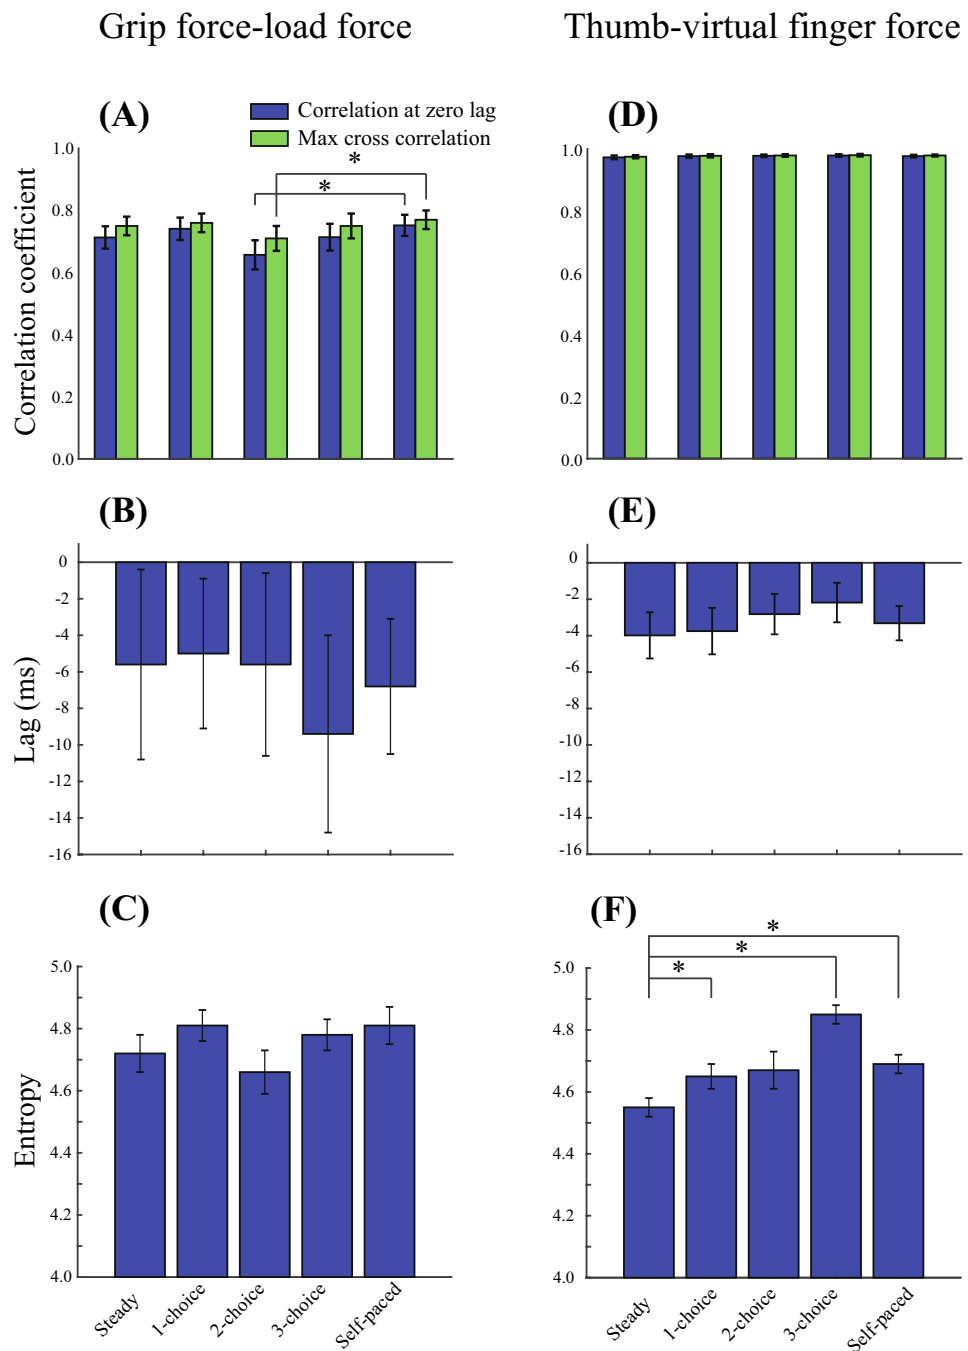 Grip force-load force
Thumb-virtual finger force
(A)
Correlation at zero lag
Max cross correlation
*
*
Correlation coefficient
1.0
0.8
0.6
0.4
0.2
0.0
(D)
1.0
0.8
0.6
0.4
0.2
0.0
(B)
Lag (ms)
0
-2
-4
-6
-8
-10
-12
-14
-16
(E)
0
-2
-4
-6
-8
-10
-12
-14
-16
(C)
Entropy
5.0
4.8
4.6
4.4
4.2
4.0
Steady
1-choice
2-choice
3-choice
Self-paced
(F)
*
*
*
5.0
4.8
4.6
4.4
4.2
4.0
Steady
1-choice
2-choice
3-choice
Self-paced